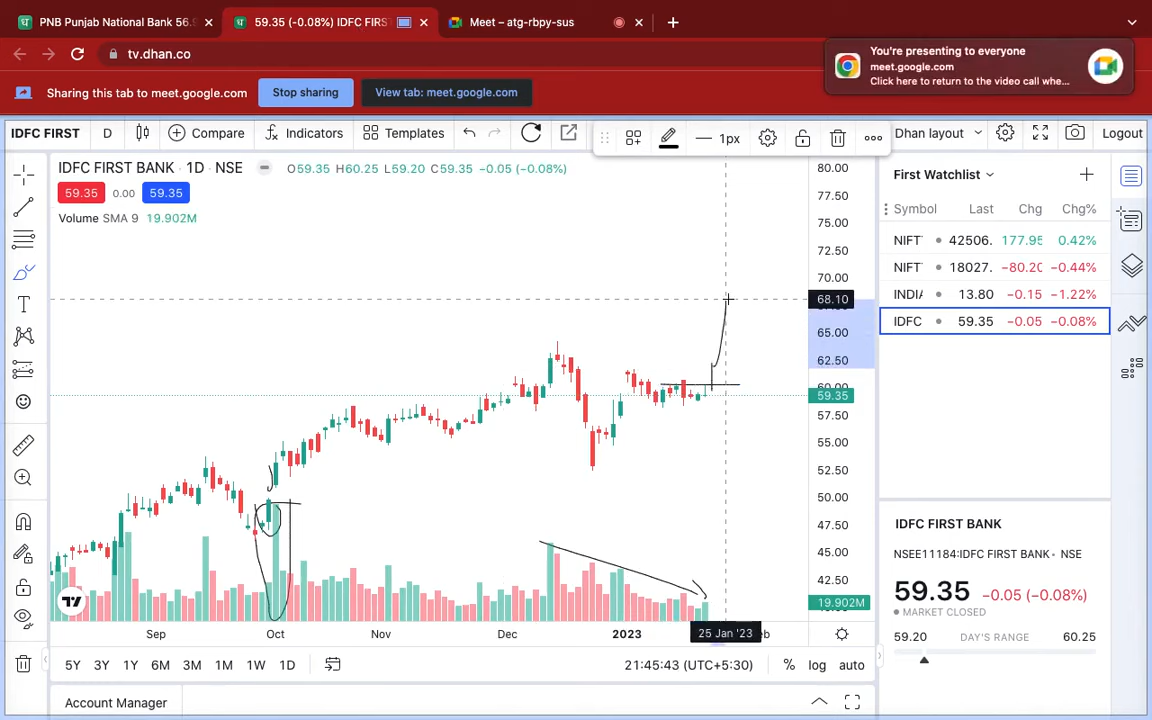 PNB Punjab National Bank 56.9
59.35 (-0.08%) IDFC FIRS
Meet – atg-rbpy-sus
tv.dhan.co
You're presenting to everyone
meet.google.com
Click here to return to the video call whe...
Sharing this tab to meet.google.com
Stop sharing
View tab: meet.google.com
IDFC FIRST
D
Compare
Indicators
Templates
1px
Dhan layout
Logout
IDFC FIRST BANK · 1D · NSE
O59.35 H60.25 L59.20 C59.35 -0.05 (-0.08%)
59.35 0.00 59.35
Volume SMA 9 19.902M
80.00
77.50
75.00
72.50
70.00
68.10
65.00
62.50
60.00
59.35
57.50
55.00
52.50
50.00
47.50
45.00
42.50
19.902M
Sep
Oct
Nov
Dec
2023
25 Jan '23
eb
5Y 3Y 1Y 6M 3M 1M 1W 1D
21:45:43 (UTC+5:30)
% log auto
Account Manager
First Watchlist
Symbol Last Chg Chg%
NIFT 42506. 177.95 0.42%
NIFT 18027. -80.20 -0.44%
INDIA 13.80 -0.15 -1.22%
IDFC 59.35 -0.05 -0.08%
IDFC FIRST BANK
NSEE11184:IDFC FIRST BANK · NSE
59.35 -0.05 (-0.08%)
MARKET CLOSED
59.20 DAY'S RANGE 60.25